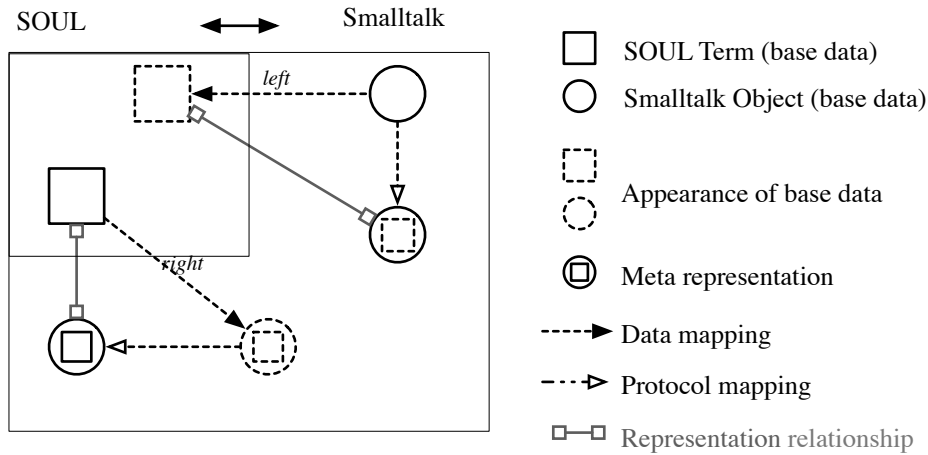 SOUL
Smalltalk
left
right
SOUL Term (base data)
Smalltalk Object (base data)
Appearance of base data
Meta representation
Data mapping
Protocol mapping
Representation relationship